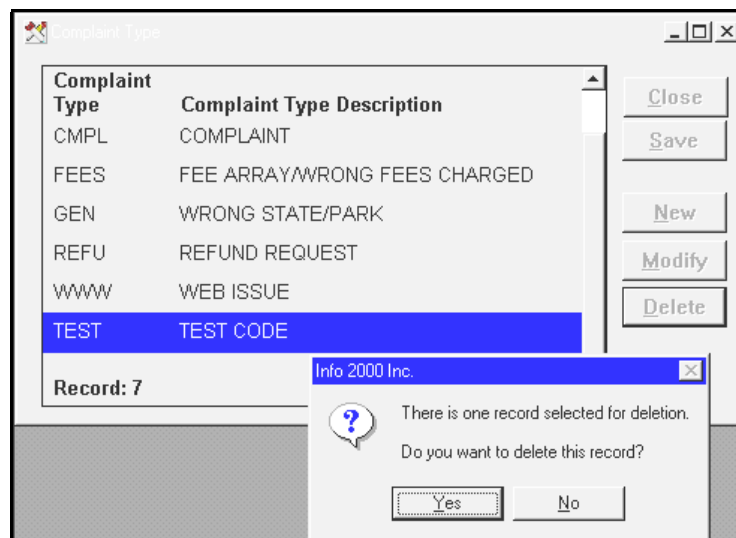 Complaint Type
Complaint
Type Complaint Type Description
CMPL COMPLAINT
FEES FEE ARRAY/WRONG FEES CHARGED
GEN WRONG STATE/PARK
REFU REFUND REQUEST
WWW WEB ISSUE
TEST TEST CODE
Record: 7
Close
Save
New
Modify
Delete
Info 2000 Inc.
There is one record selected for deletion.
Do you want to delete this record?
Yes No